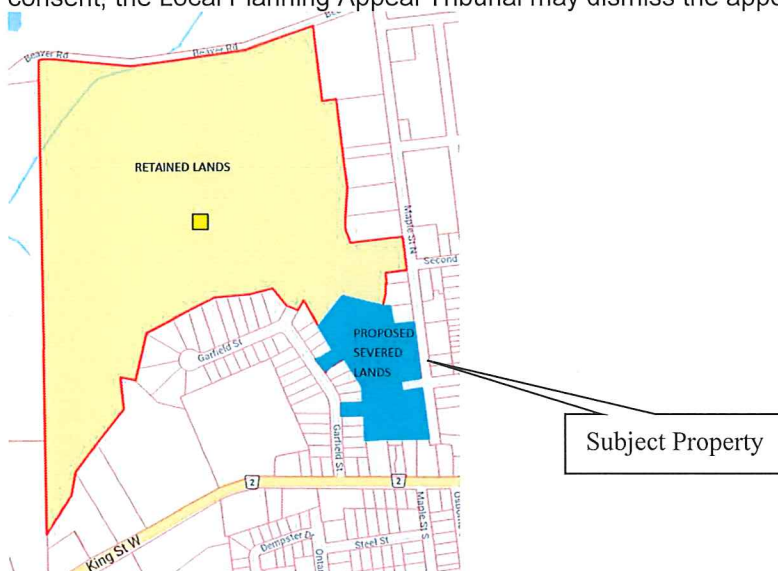 consent, the Local Planning Appeal Tribunal may dismiss the appe
Beaver Rd
Beaver Rd
RETAINED LANDS
Maple St N
Second
PROPOSED
SEVERED
LANDS
Garfield St
Garfield St
Subject Property
2
2
King St W
Dempster Dr
Steel St
Maple St S
Ontar